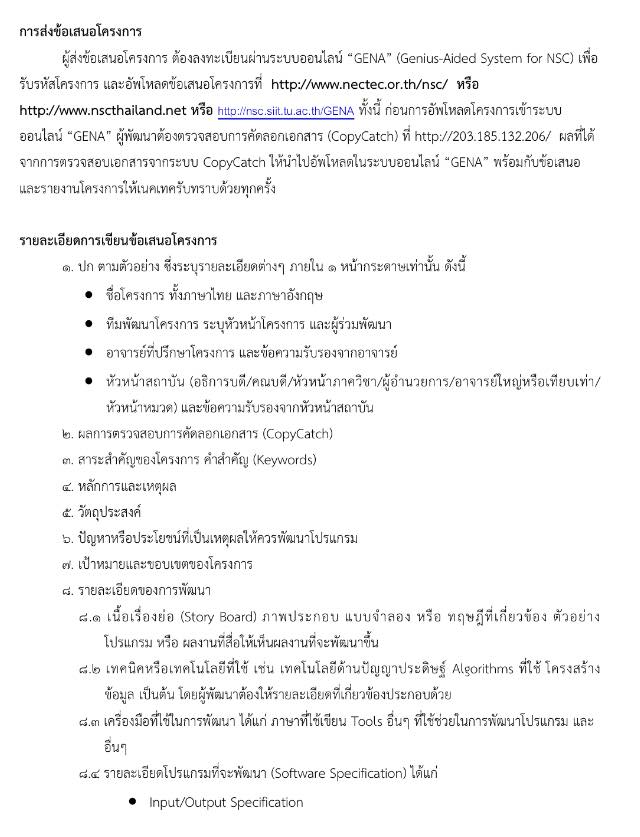 การส่งข้อเสนอโครงการ
ผู้ส่งข้อเสนอโครงการ ต้องลงทะเบียนผ่านระบบออนไลน์ “GENA” (Genius-Aided System for NSC) เพื่อ
รับรหัสโครงการ และอัพโหลดข้อเสนอโครงการที่ http://www.nectec.or.th/nsc/ หรือ
http://www.nscthailand.net หรือ http://nsc.siit.tu.ac.th/GENA ทั้งนี้ ก่อนการอัพโหลดโครงการเข้าระบบ
ออนไลน์ “GENA” ผู้พัฒนาต้องตรวจสอบการคัดลอกเอกสาร (CopyCatch) ที่ http://203.185.132.206/ ผลที่ได้
จากการตรวจสอบเอกสารจากระบบ CopyCatch ให้นำไปอัพโหลดในระบบออนไลน์ “GENA” พร้อมกับข้อเสนอ
และรายงานโครงการให้เนคเทครับทราบด้วยทุกครั้ง
รายละเอียดการเขียนข้อเสนอโครงการ
๑. ปก ตามตัวอย่าง ซึ่งระบุรายละเอียดต่างๆ ภายใน ๑ หน้ากระดาษเท่านั้น ดังนี้
● ชื่อโครงการ ทั้งภาษาไทย และภาษาอังกฤษ
● ทีมพัฒนาโครงการ ระบุหัวหน้าโครงการ และผู้ร่วมพัฒนา
● อาจารย์ที่ปรึกษาโครงการ และข้อความรับรองจากอาจารย์
● หัวหน้าสถาบัน (อธิการบดี/คณบดี/หัวหน้าภาควิชา/ผู้อำนวยการ/อาจารย์ใหญ่หรือเทียบเท่า/
หัวหน้าหมวด) และข้อความรับรองจากหัวหน้าสถาบัน
๒. ผลการตรวจสอบการคัดลอกเอกสาร (CopyCatch)
๓. สาระสำคัญของโครงการ คำสำคัญ (Keywords)
๔. หลักการและเหตุผล
๕. วัตถุประสงค์
๖. ปัญหาหรือประโยชน์ที่เป็นเหตุผลให้ควรพัฒนาโปรแกรม
๗. เป้าหมายและขอบเขตของโครงการ
๘. รายละเอียดของการพัฒนา
๘.๑ เนื้อเรื่องย่อ (Story Board) ภาพประกอบ แบบจำลอง หรือ ทฤษฎีที่เกี่ยวข้อง ตัวอย่าง
โปรแกรม หรือ ผลงานที่สื่อให้เห็นผลงานที่จะพัฒนาขึ้น
๘.๒ เทคนิคหรือเทคโนโลยีที่ใช้ เช่น เทคโนโลยีด้านปัญญาประดิษฐ์ Algorithms ที่ใช้ โครงสร้าง
ข้อมูล เป็นต้น โดยผู้พัฒนาต้องให้รายละเอียดที่เกี่ยวข้องประกอบด้วย
๘.๓ เครื่องมือที่ใช้ในการพัฒนา ได้แก่ ภาษาที่ใช้เขียน Tools อื่นๆ ที่ใช้ช่วยในการพัฒนาโปรแกรม และ
อื่นๆ
๘.๔ รายละเอียดโปรแกรมที่จะพัฒนา (Software Specification) ได้แก่
● Input/Output Specification